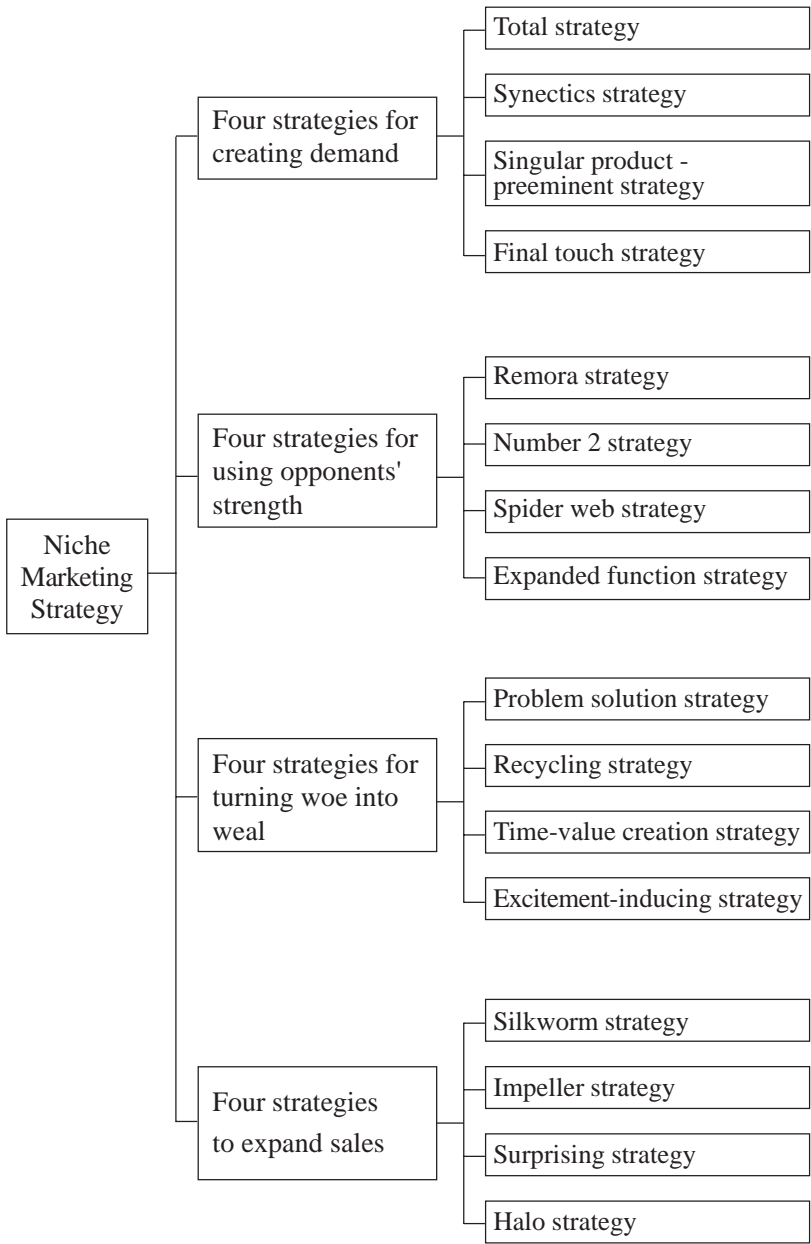 Niche
Marketing
Strategy
Four strategies for
creating demand
Total strategy
Synectics strategy
Singular product -
preeminent strategy
Final touch strategy
Four strategies for
using opponents'
strength
Remora strategy
Number 2 strategy
Spider web strategy
Expanded function strategy
Four strategies for
turning woe into
weal
Problem solution strategy
Recycling strategy
Time-value creation strategy
Excitement-inducing strategy
Four strategies
to expand sales
Silkworm strategy
Impeller strategy
Surprising strategy
Halo strategy